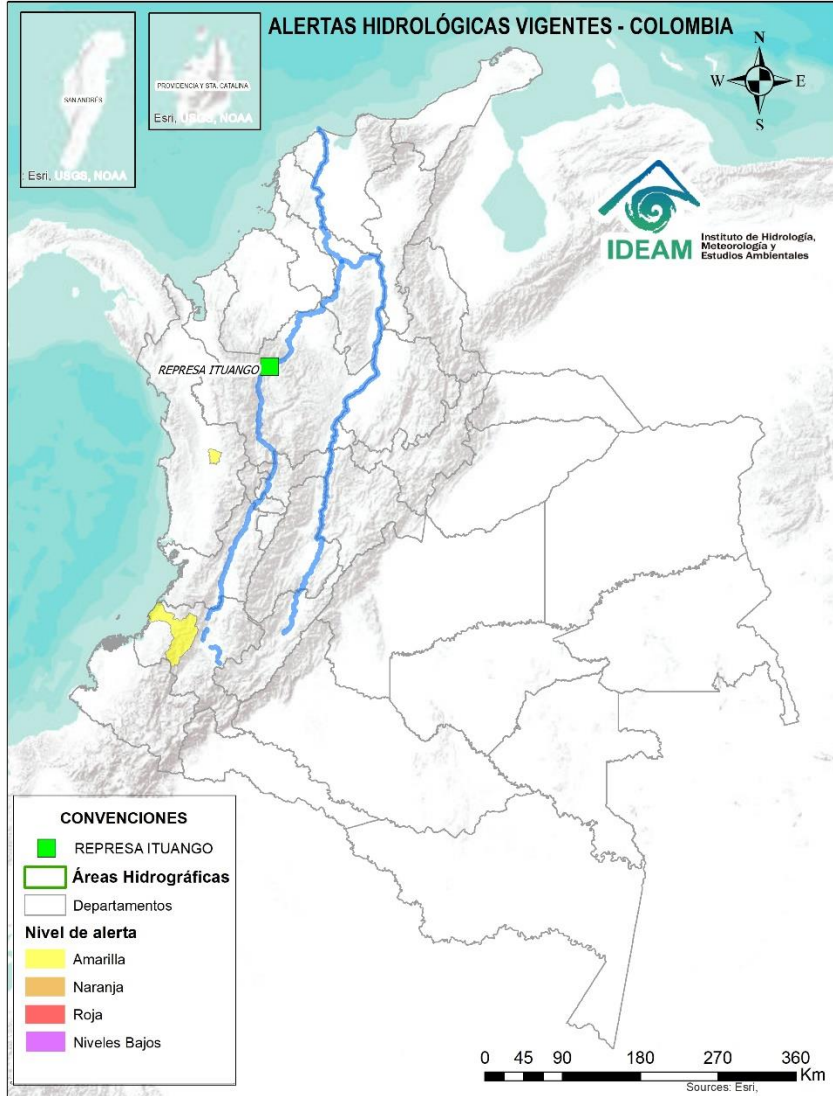 ALERTAS HIDROLÓGICAS VIGENTES - COLOMBIA
SAN ANDRÉS
Esri, USGS, NOAA
PROVIDENCIA Y STA. CATALINA
Esri, USGS, NOAA
N
W E
S
IDEAM
Instituto de Hidrología,
Meteorología y
Estudios Ambientales
REPRESA ITUANGO
CONVENCIONES
REPRESA ITUANGO
Áreas Hidrográficas
Departamentos
Nivel de alerta
Amarilla
Naranja
Roja
Niveles Bajos
0 45 90 180 270 360
Km
Sources: Esri,